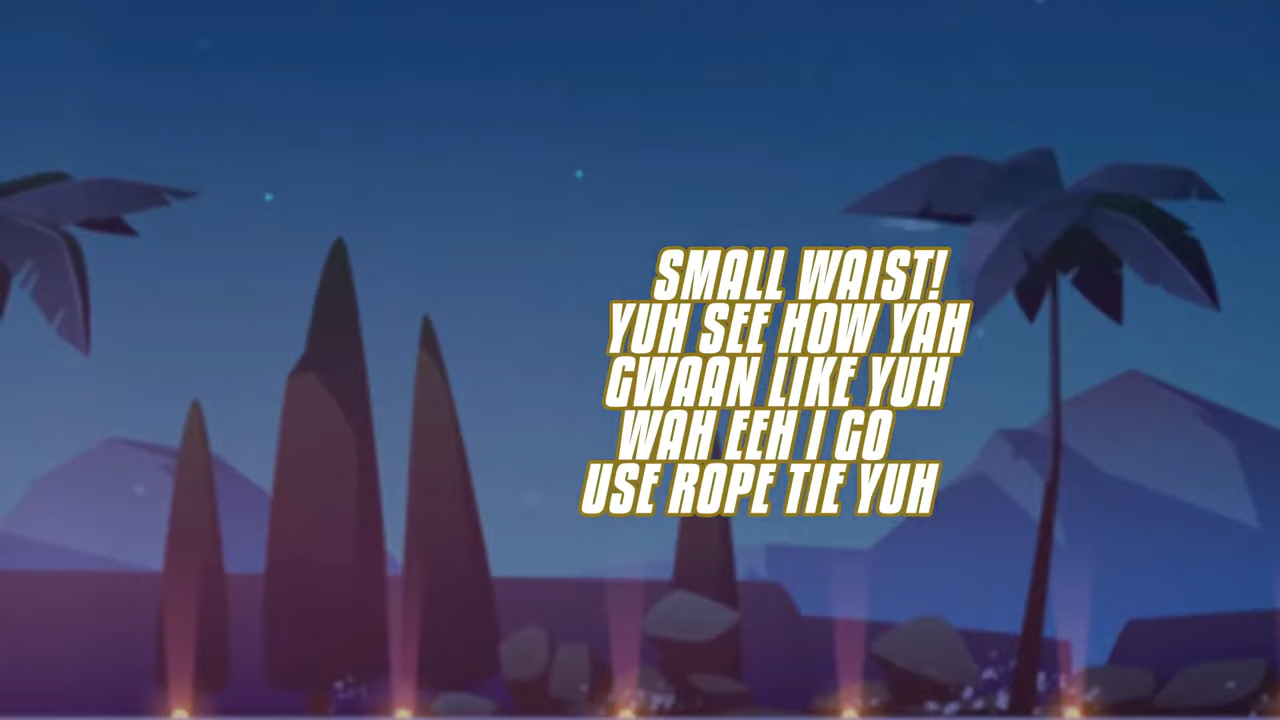 SMALL WAIST!
YUH SEE HOW YAH
GWAAN LIKE YUH
WAH EEH I GO
USE ROPE TIE YUH